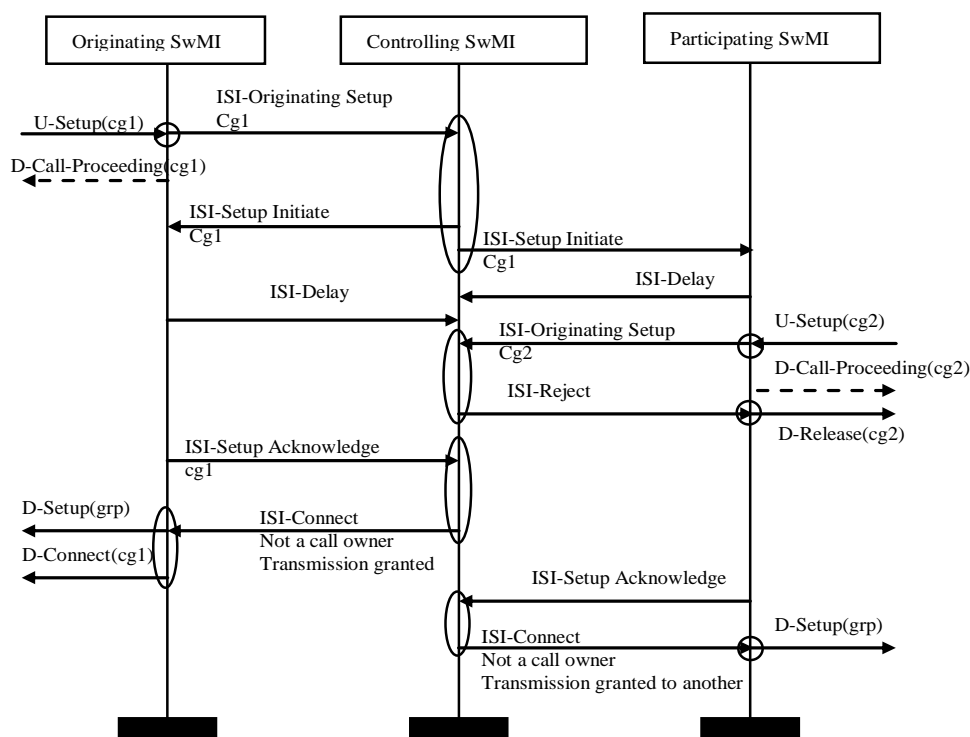 Originating SwMI
Controlling SwMI
Participating SwMI
ISI-Originating Setup
Cg1
U-Setup(cg1)
D-Call-Proceeding(cg1)
ISI-Setup Initiate
Cg1
ISI-Setup Initiate
Cg1
ISI-Delay
ISI-Delay
U-Setup(cg2)
ISI-Originating Setup
Cg2
D-Call-Proceeding(cg2)
ISI-Reject
D-Release(cg2)
ISI-Setup Acknowledge
cg1
D-Setup(grp)
ISI-Connect
Not a call owner
Transmission granted
D-Connect(cg1)
ISI-Setup Acknowledge
D-Setup(grp)
ISI-Connect
Not a call owner
Transmission granted to another